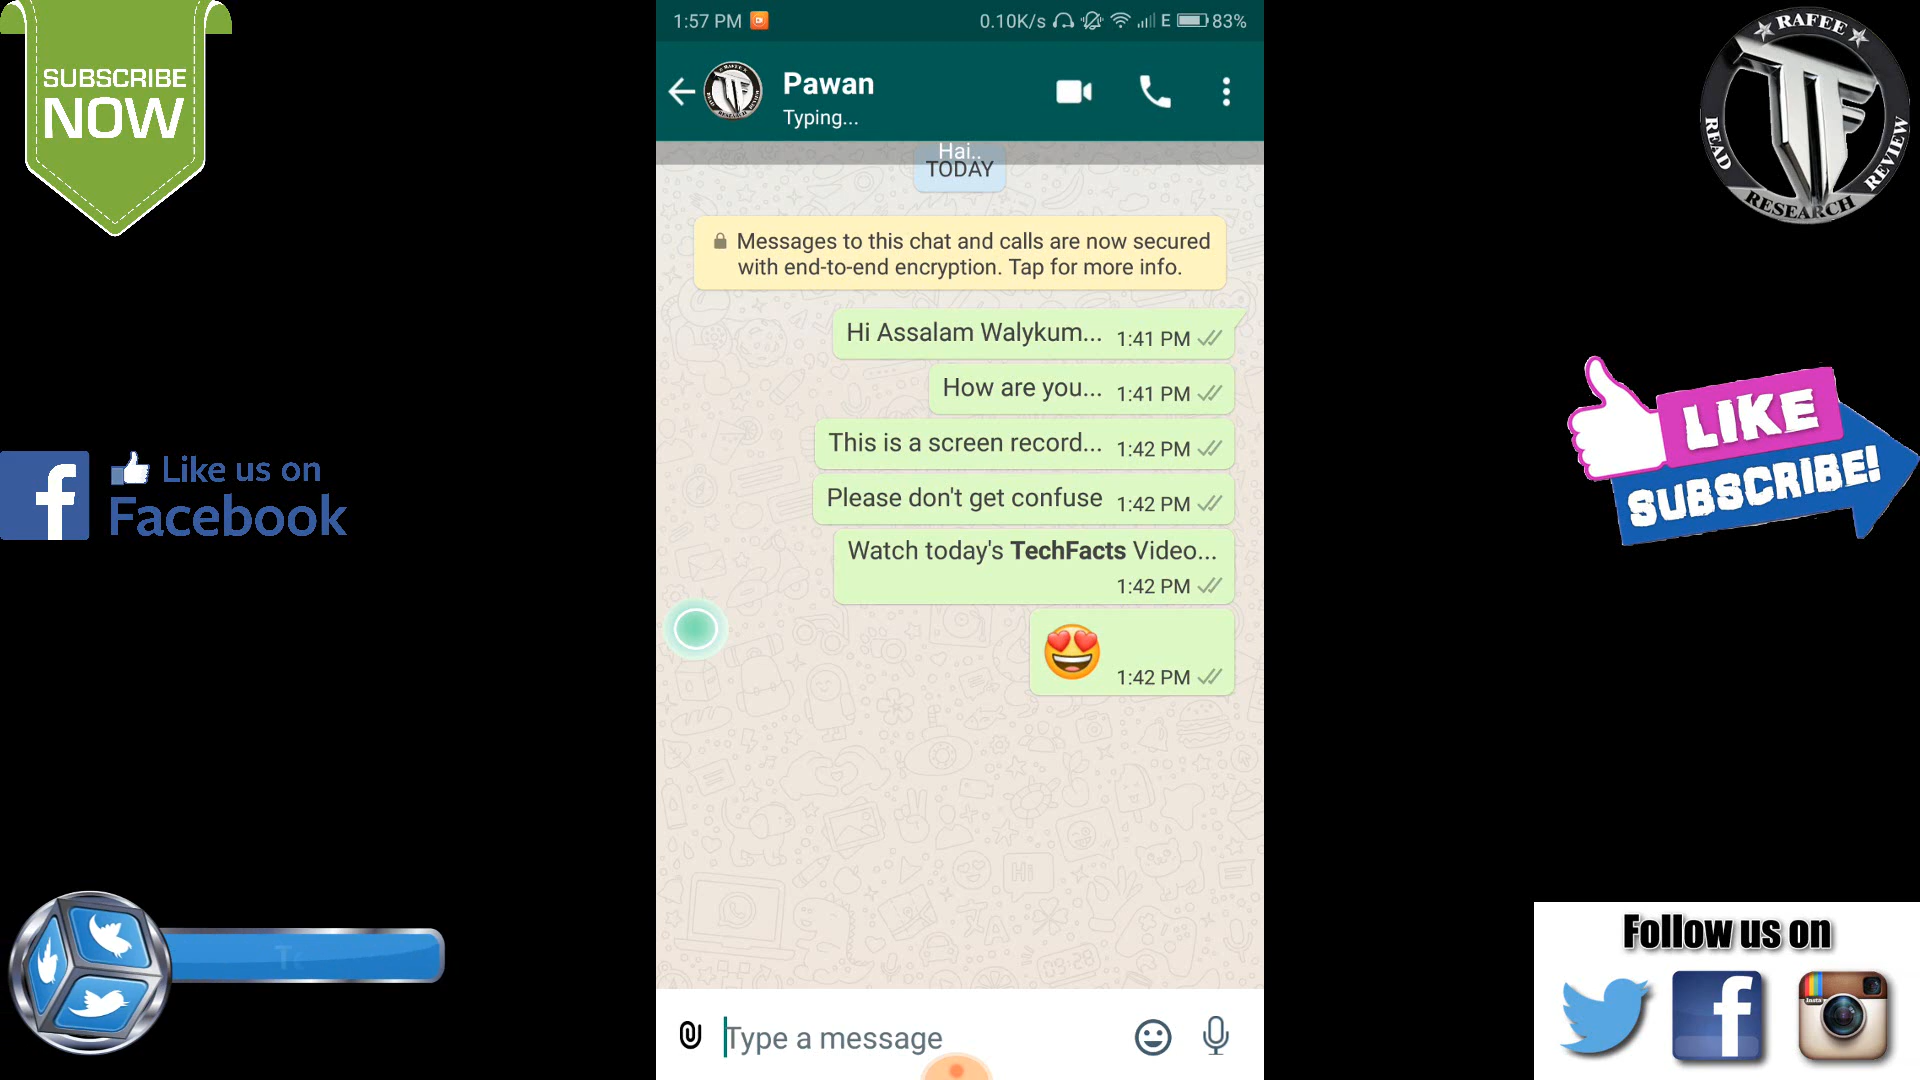 SUBSCRIBE
NOW
Like us on
Facebook
1:57 PM 0.10K/s E 83%
Pawan
Typing...
Hai..
TODAY
Messages to this chat and calls are now secured
with end-to-end encryption. Tap for more info.
Hi Assalam Walykum... 1:41 PM
How are you... 1:41 PM
This is a screen record... 1:42 PM
Please don't get confuse 1:42 PM
Watch today's TechFacts Video...
1:42 PM
😍 1:42 PM
Type a message
RAFEE
READ
RESEARCH
REVIEW
TF
LIKE
SUBSCRIBE!
Follow us on